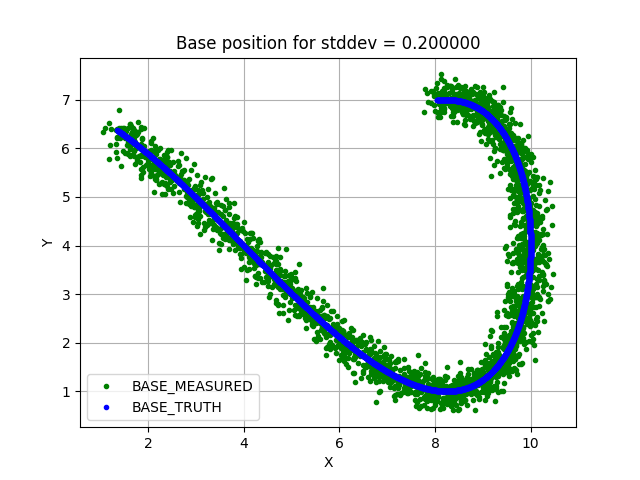 Base position for stddev = 0.200000
7
6
5
4
3
2
1
Y
BASE_MEASURED
BASE_TRUTH
2 4 6 8 10
X